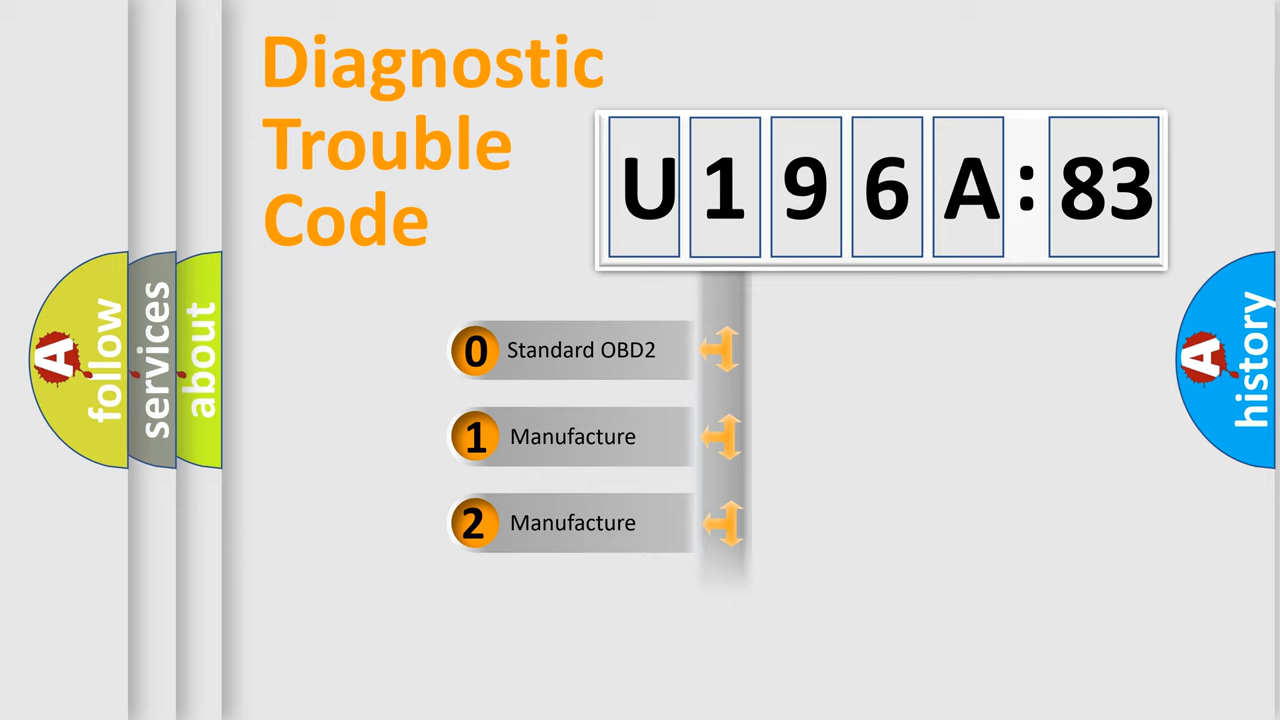 Diagnostic
Trouble
Code
U196A:83
0 Standard OBD2
1 Manufacture
2 Manufacture
A follow
services
about
A history